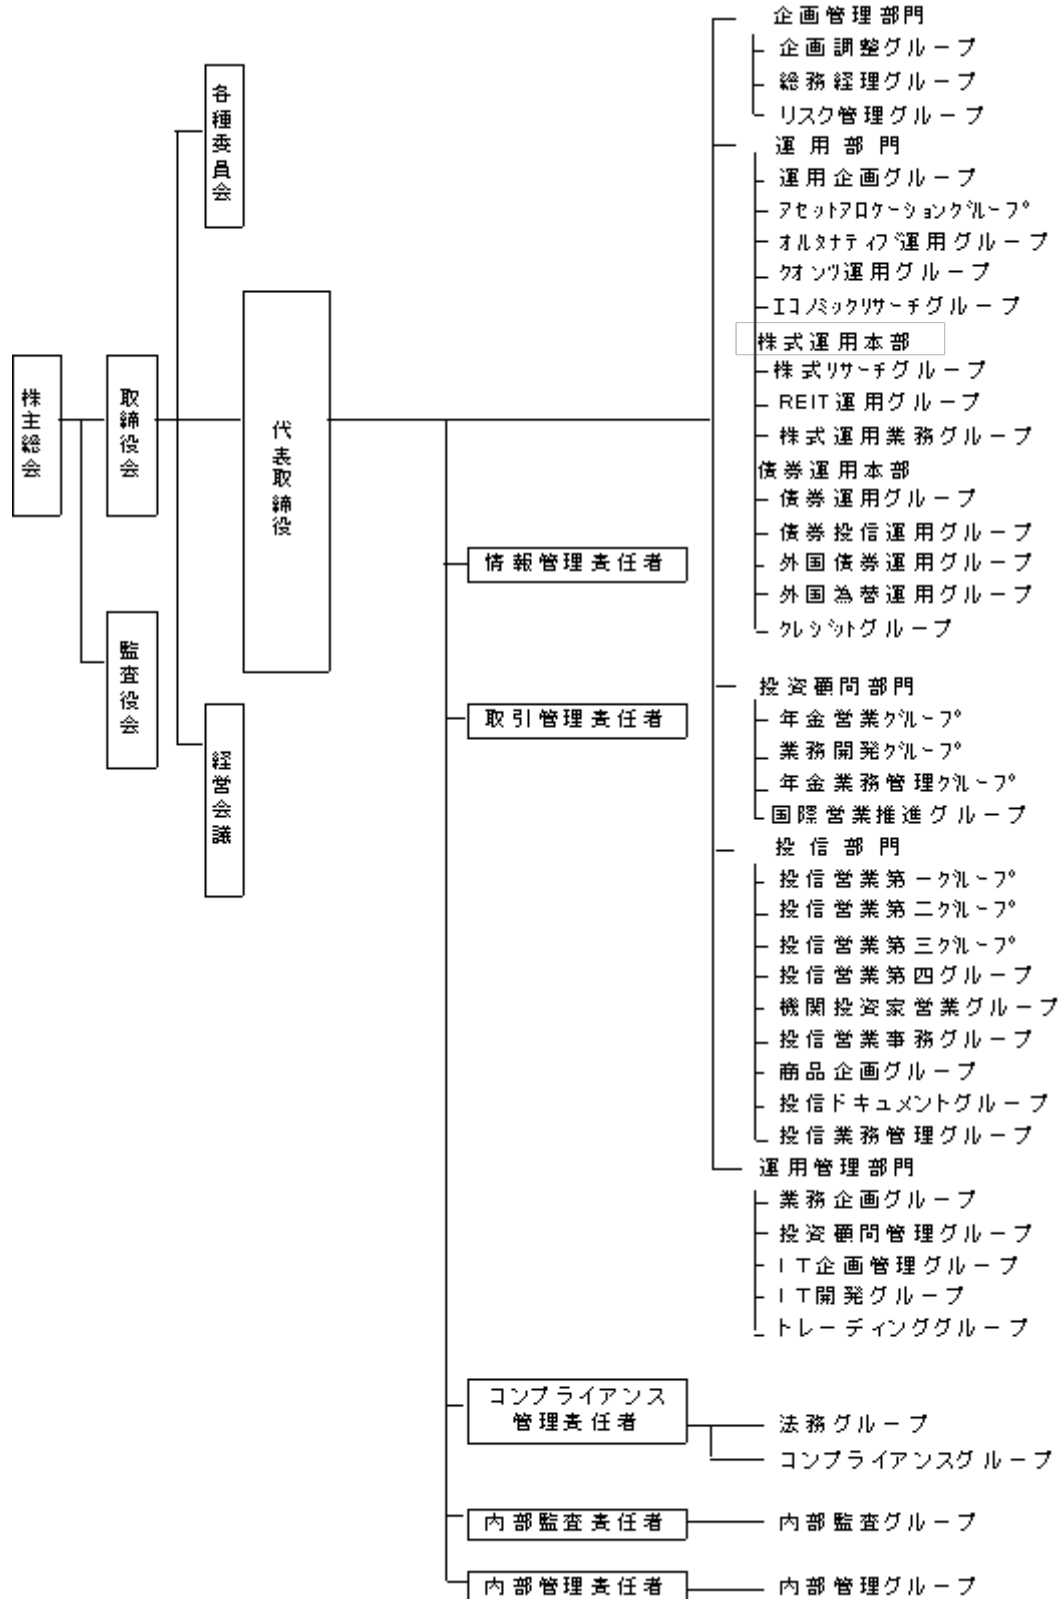 企画管理部門
企画調整グループ
総務経理グループ
リスク管理グループ
運用部門
運用企画グループ
アセットアロケーショングループ
オルタナティブ運用グループ
クオンツ運用グループ
エコノミックリサーチグループ
株式運用本部
株式リサーチグループ
REIT運用グループ
株式運用業務グループ
債券運用本部
債券運用グループ
債券投信運用グループ
外国債券運用グループ
外国為替運用グループ
クレジットグループ
投資顧問部門
年金営業グループ
業務開発グループ
年金業務管理グループ
国際営業推進グループ
投信部門
投信営業第一グループ
投信営業第二グループ
投信営業第三グループ
投信営業第四グループ
機関投資家営業グループ
投信営業事務グループ
商品企画グループ
投信ドキュメントグループ
投信業務管理グループ
運用管理部門
業務企画グループ
投資顧問管理グループ
IT企画管理グループ
IT開発グループ
トレーディンググループ
株主総会
取締役会
監査役会
各種委員会
経営会議
代表取締役
情報管理責任者
取引管理責任者
コンプライアンス
管理責任者
法務グループ
コンプライアンスグループ
内部監査責任者
内部監査グループ
内部管理責任者
内部管理グループ